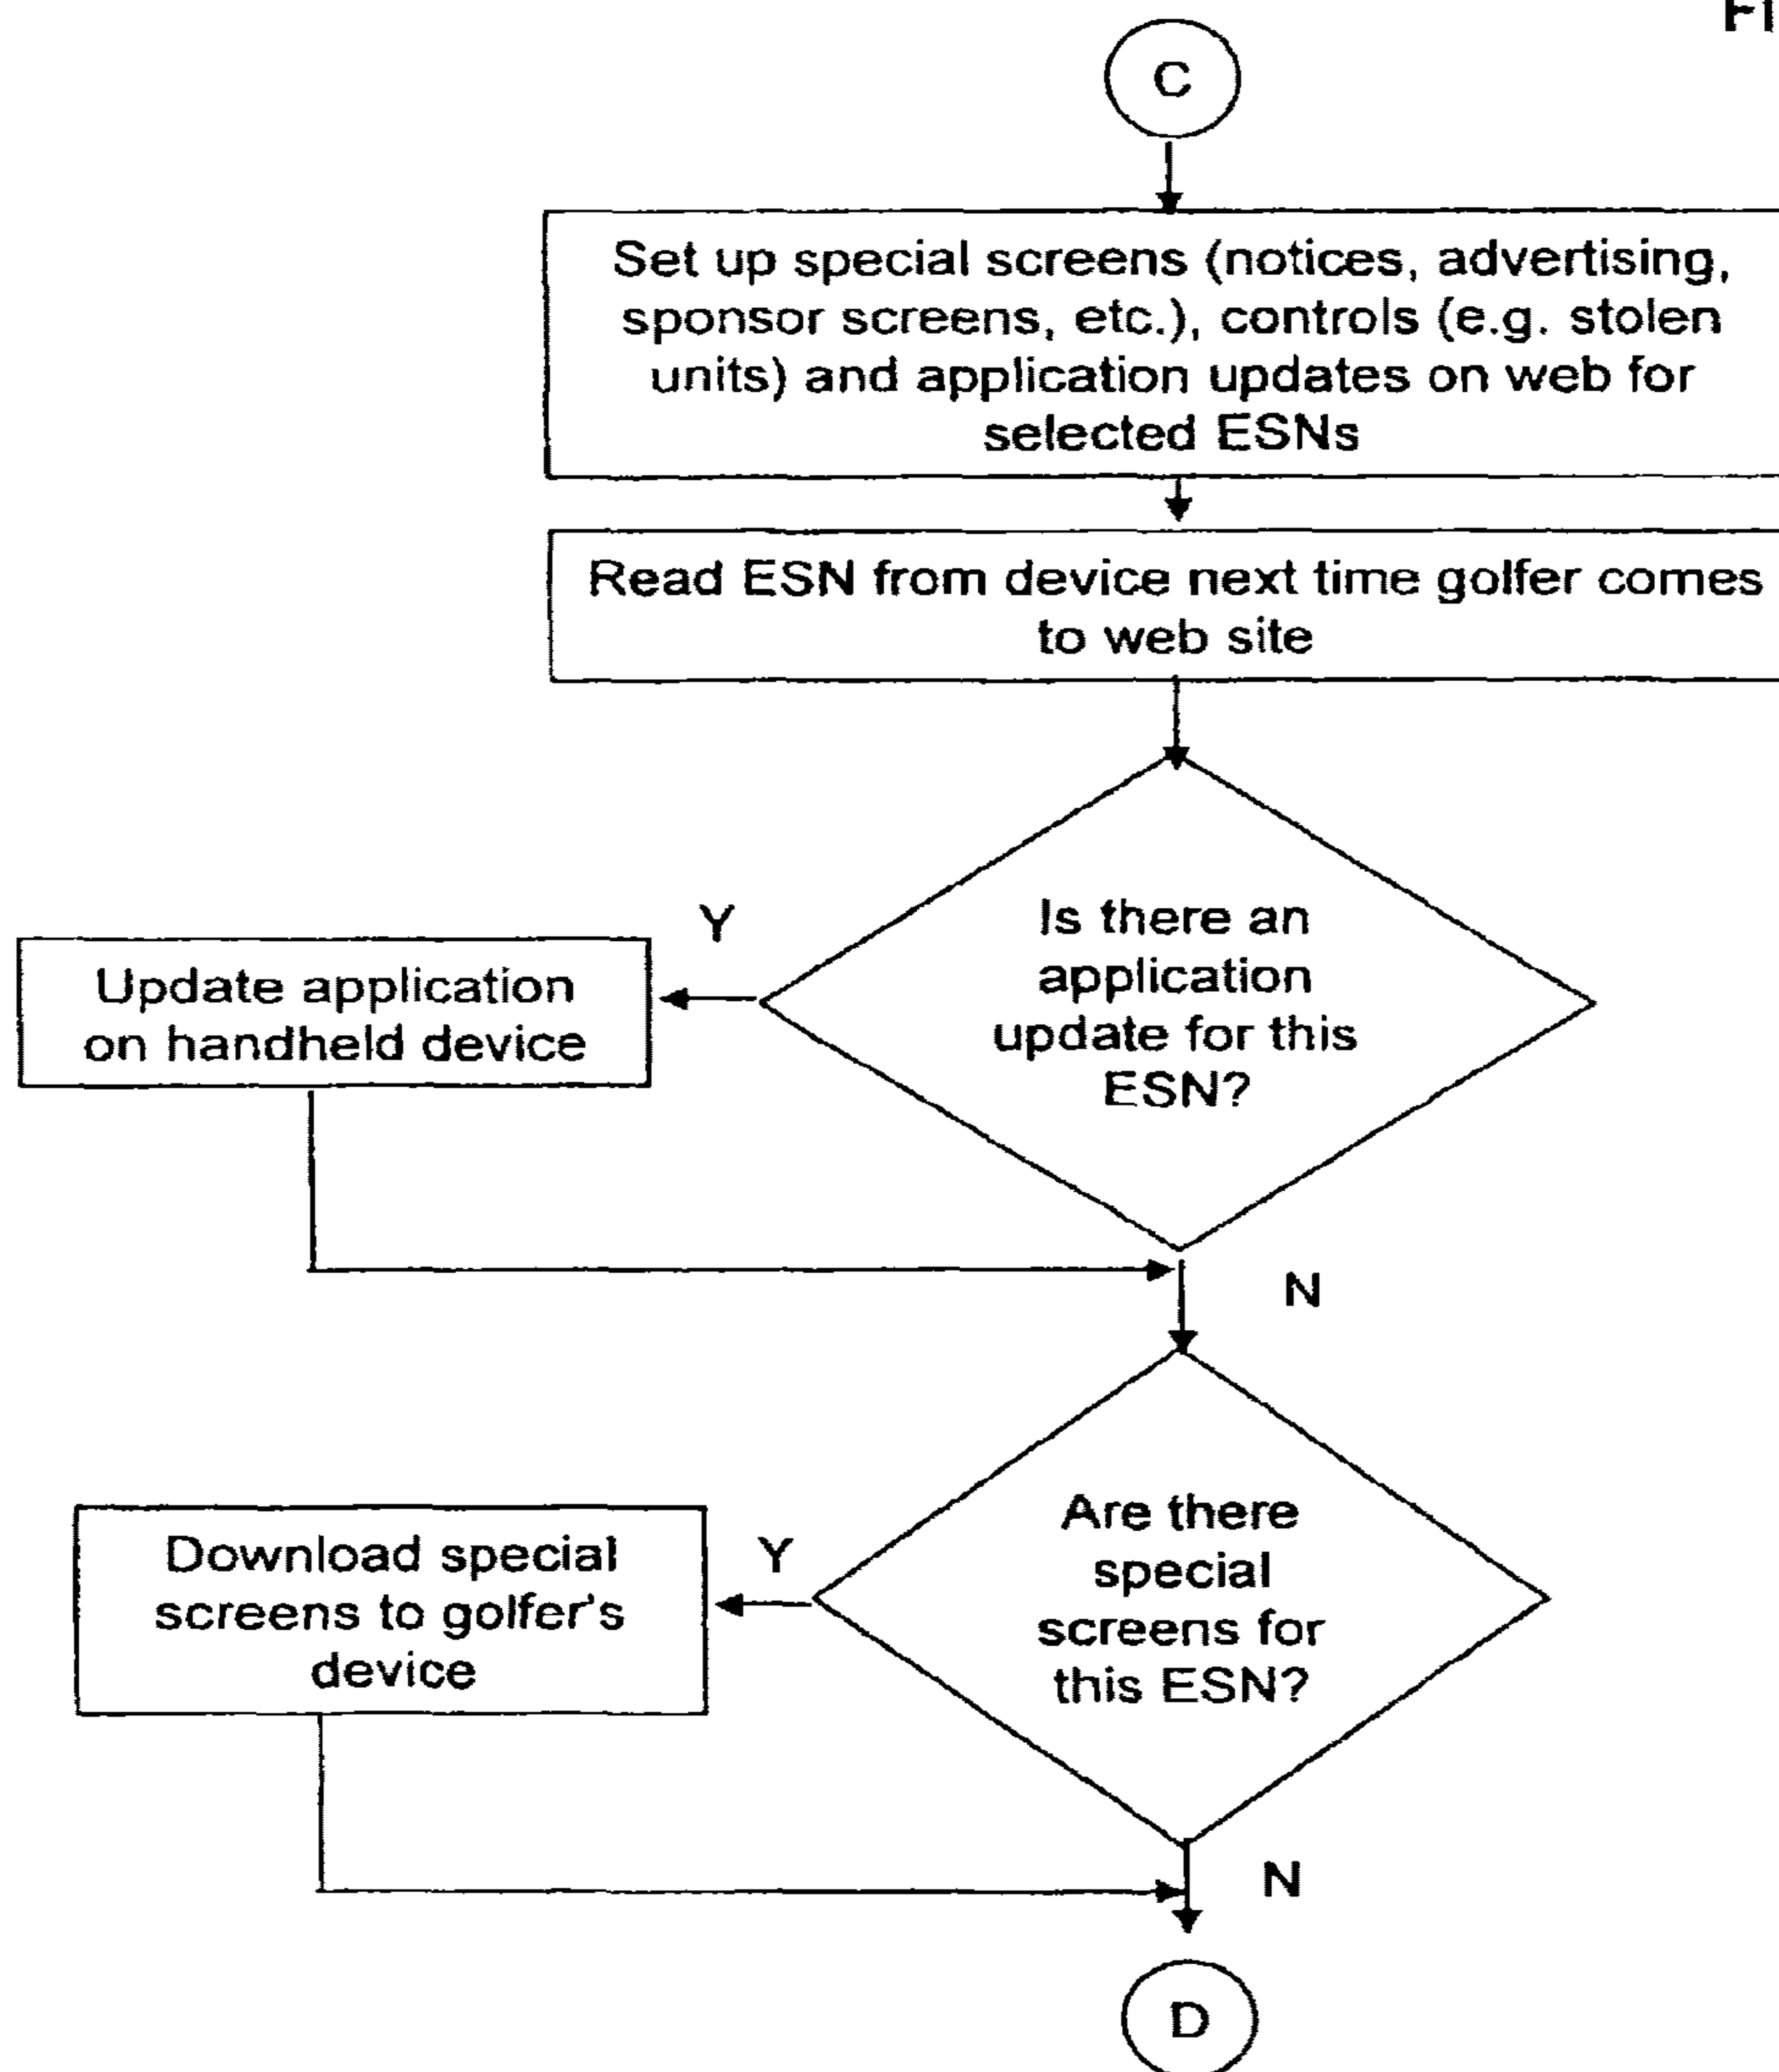 C
Set up special screens (notices, advertising,
sponsor screens, etc.), controls (e.g. stolen
units) and application updates on web for
selected ESNs
Read ESN from device next time golfer comes
to web site
Is there an
application
update for this
ESN?
Y
Update application
on handheld device
N
Are there
special
screens for
this ESN?
Y
Download special
screens to golfer's
device
N
D